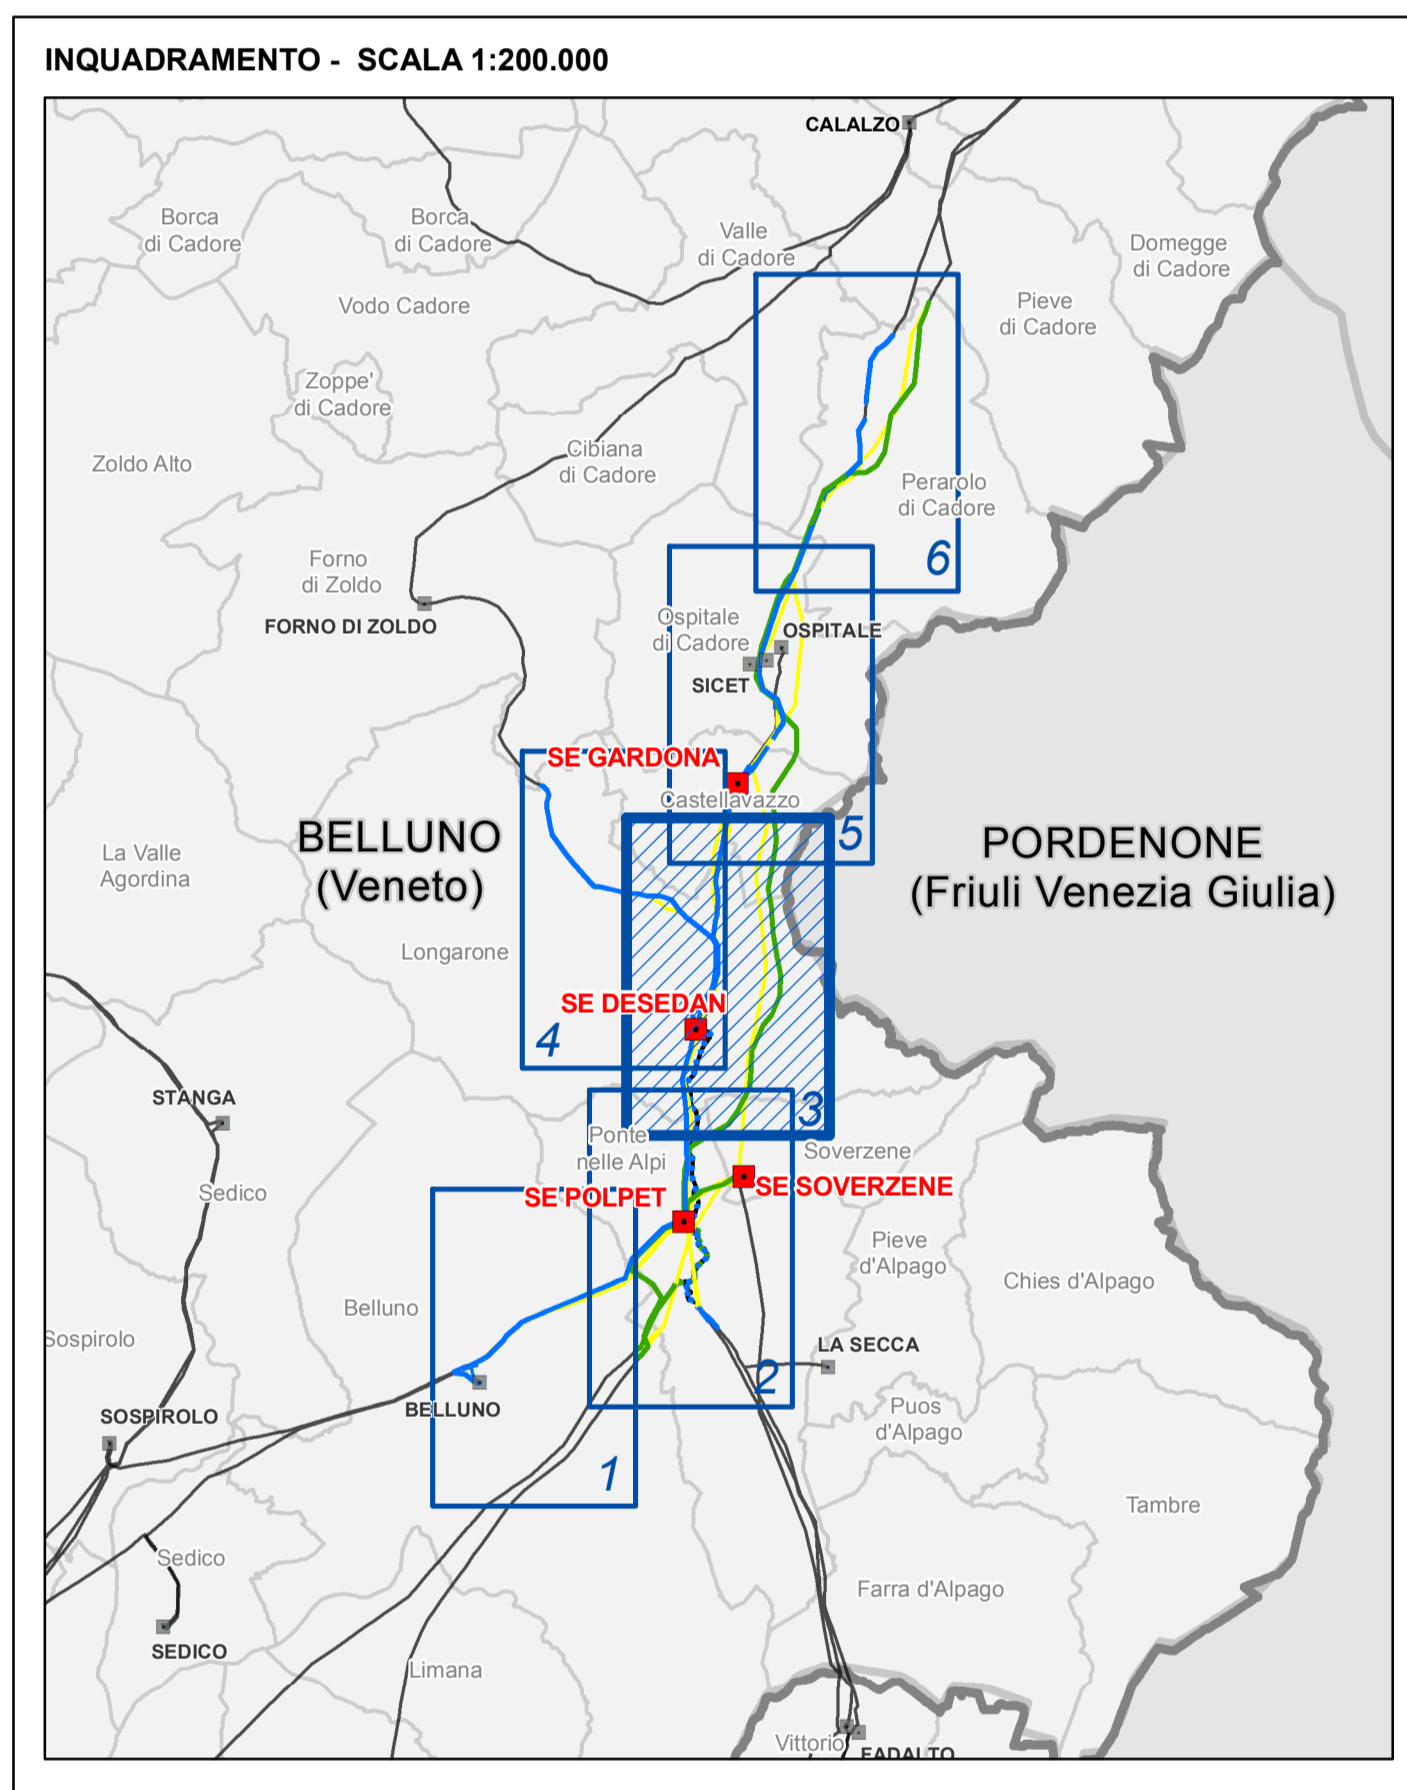 INQUADRAMENTO - SCALA 1:200.000
CALALZO
Borca
di Cadore
Borca
di Cadore
Valle
di Cadore
Domegge
di Cadore
Vodo Cadore
Pieve
di Cadore
Zoppe'
di Cadore
Zoldo Alto
Cibiana
di Cadore
Perarolo
di Cadore
6
Forno
di Zoldo
FORNO DI ZOLDO
Ospitale
di Cadore
OSPITALE
SICET
SE GARDONA
Castellavazzo
5
BELLUNO
(Veneto)
PORDENONE
(Friuli Venezia Giulia)
La Valle
Agordina
Longarone
SE DESEDAN
4
STANGA
3
Ponte
nelle Alpi
Soverzene
Sedico
SE POLPET
SE SOVERZENE
Pieve
d'Alpago
Chies d'Alpago
Belluno
Sospirolo
LA SECCA
2
BELLUNO
SOSPIROLO
Puos
d'Alpago
1
Tambre
Sedico
Farra d'Alpago
SEDICO
Limana
Vittorio
FADALTO